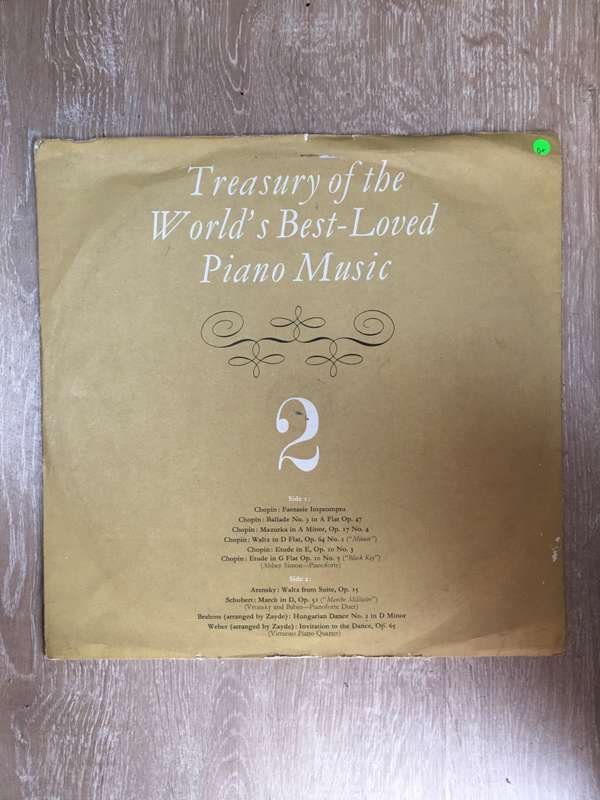 G+
Treasury of the
World's Best-Loved
Piano Music
2
Side 1:
Chopin: Fantasie Impromptu
Chopin: Ballade No. 3 in A Flat Op. 47
Chopin: Mazurka in A Minor, Op. 17 No. 4
Chopin: Waltz in D Flat, Op. 64 No. 1 ("Minute")
Chopin: Etude in E, Op. 10 No. 3
Chopin: Etude in G Flat Op. 10 No. 5 ("Black Key")
(Abbey Simon—Pianoforte)
Side 2:
Arensky: Waltz from Suite, Op. 15
Schubert: March in D, Op. 51 ("Marche Militaire")
(Vronsky and Babin—Pianoforte Duet)
Brahms (arranged by Zayde): Hungarian Dance No. 2 in D Minor
Weber (arranged by Zayde): Invitation to the Dance, Op. 65
(Virtuoso Piano Quartet)